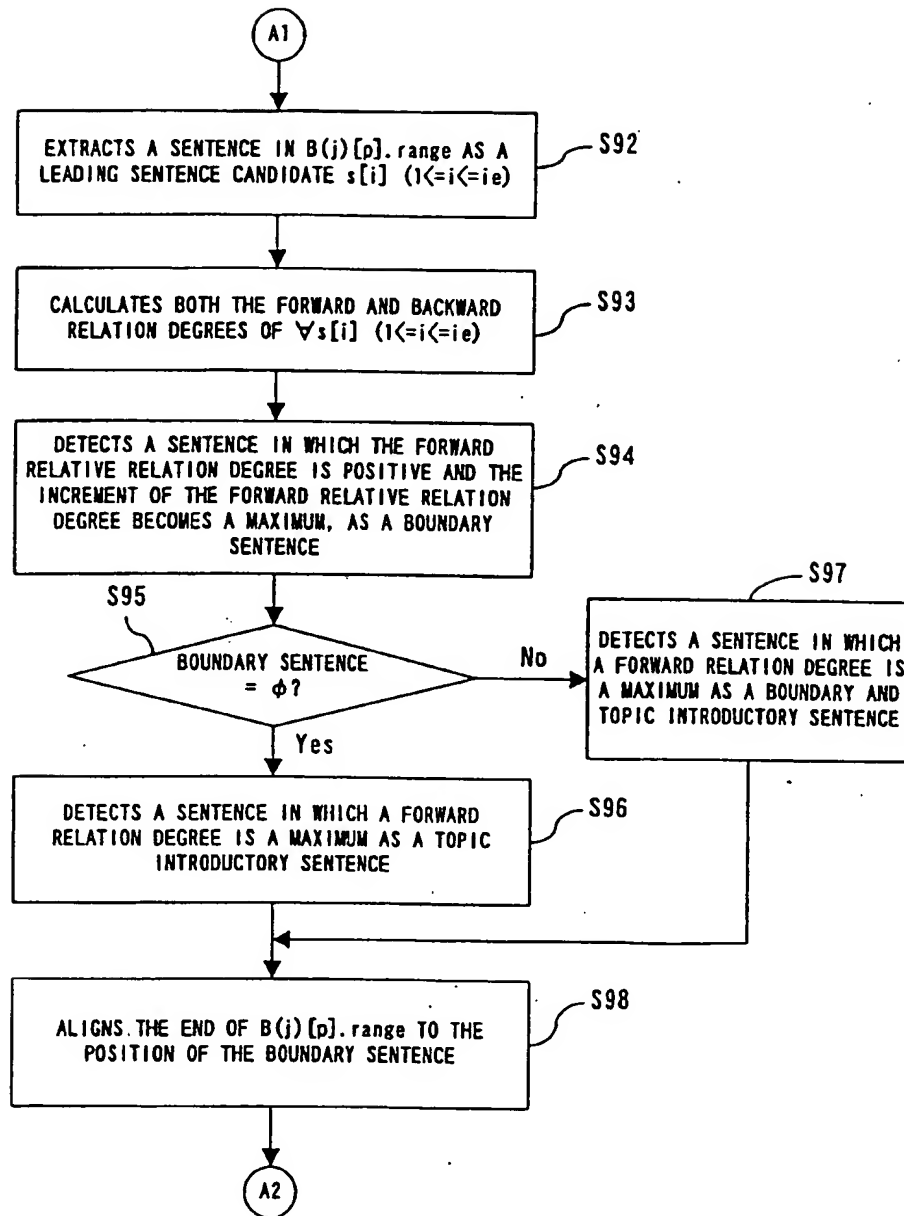 A1
EXTRACTS A SENTENCE IN B(j)[p].range AS A
LEADING SENTENCE CANDIDATE s[i] (1<=i<=ie)
S92
CALCULATES BOTH THE FORWARD AND BACKWARD
RELATION DEGREES OF ∀s[i] (1<=i<=ie)
S93
DETECTS A SENTENCE IN WHICH THE FORWARD
RELATIVE RELATION DEGREE IS POSITIVE AND THE
INCREMENT OF THE FORWARD RELATIVE RELATION
DEGREE BECOMES A MAXIMUM, AS A BOUNDARY
SENTENCE
S94
S95
BOUNDARY SENTENCE
= φ?
No
Yes
S97
DETECTS A SENTENCE IN WHICH
A FORWARD RELATION DEGREE IS
A MAXIMUM AS A BOUNDARY AND
TOPIC INTRODUCTORY SENTENCE
DETECTS A SENTENCE IN WHICH A FORWARD
RELATION DEGREE IS A MAXIMUM AS A TOPIC
INTRODUCTORY SENTENCE
S96
ALIGNS THE END OF B(j)[p].range TO THE
POSITION OF THE BOUNDARY SENTENCE
S98
A2